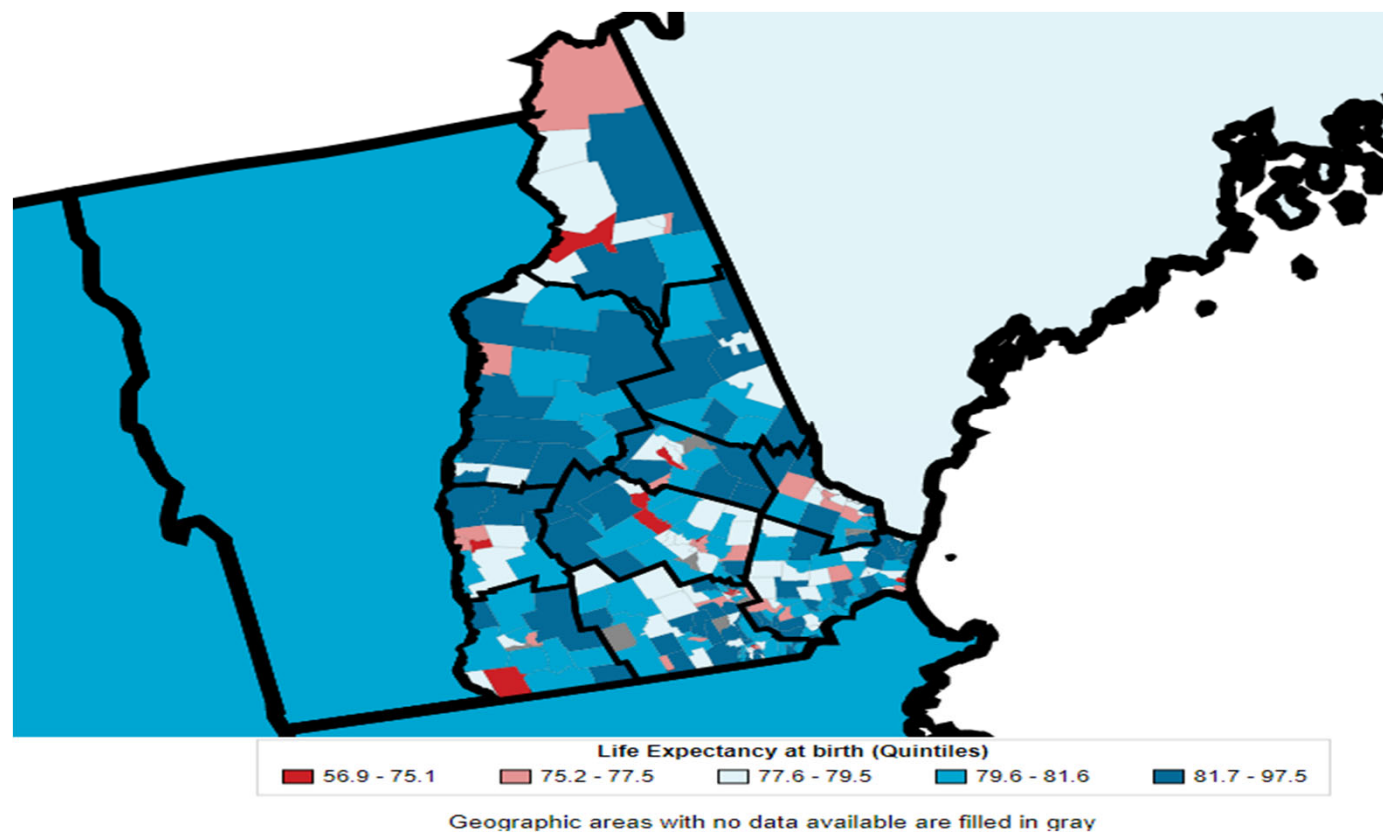 Life Expectancy at birth (Quintiles)
56.9 - 75.1 75.2 - 77.5 77.6 - 79.5 79.6 - 81.6 81.7 - 97.5
Geographic areas with no data available are filled in gray